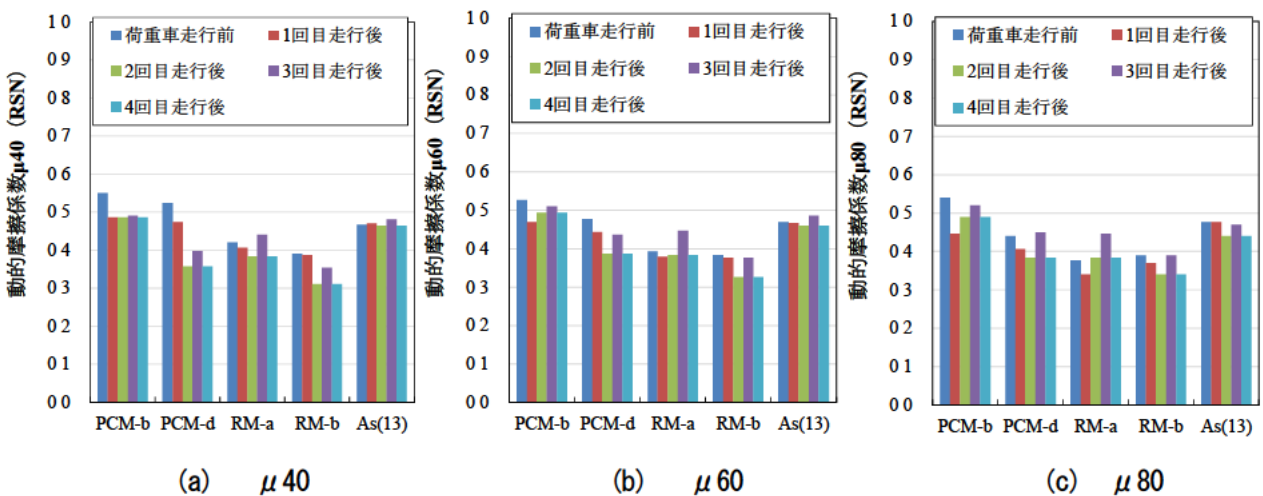 動的摩擦係数μ40（RSN）
荷重車走行前 1回目走行後
2回目走行後 3回目走行後
4回目走行後
1 0
0 9
0 8
0 7
0 6
0 5
0 4
0 3
0 2
0 1
0 0
PCM-b PCM-d RM-a RM-b As(13)
(a) μ40
動的摩擦係数μ60（RSN）
荷重車走行前 1回目走行後
2回目走行後 3回目走行後
4回目走行後
1 0
0 9
0 8
0 7
0 6
0 5
0 4
0 3
0 2
0 1
0 0
PCM-b PCM-d RM-a RM-b As(13)
(b) μ60
動的摩擦係数μ80（RSN）
荷重車走行前 1回目走行後
2回目走行後 3回目走行後
4回目走行後
1 0
0 9
0 8
0 7
0 6
0 5
0 4
0 3
0 2
0 1
0 0
PCM-b PCM-d RM-a RM-b As(13)
(c) μ80